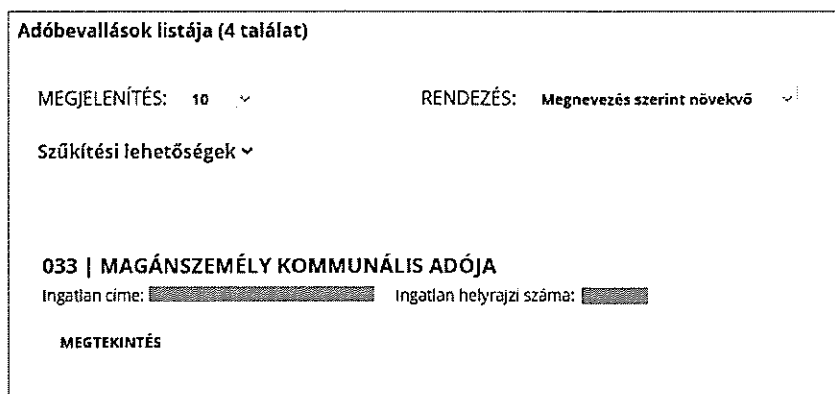 Adóbevallások listája (4 találat)
MEGJELENÍTÉS: 10 RENDEZÉS: Megnevezés szerint növekvő
Szűkítési lehetőségek
033 | MAGÁNSZEMÉLY KOMMUNÁLIS ADÓJA
Ingatlan címe: Ingatlan helyrajzi száma:
MEGTEKINTÉS